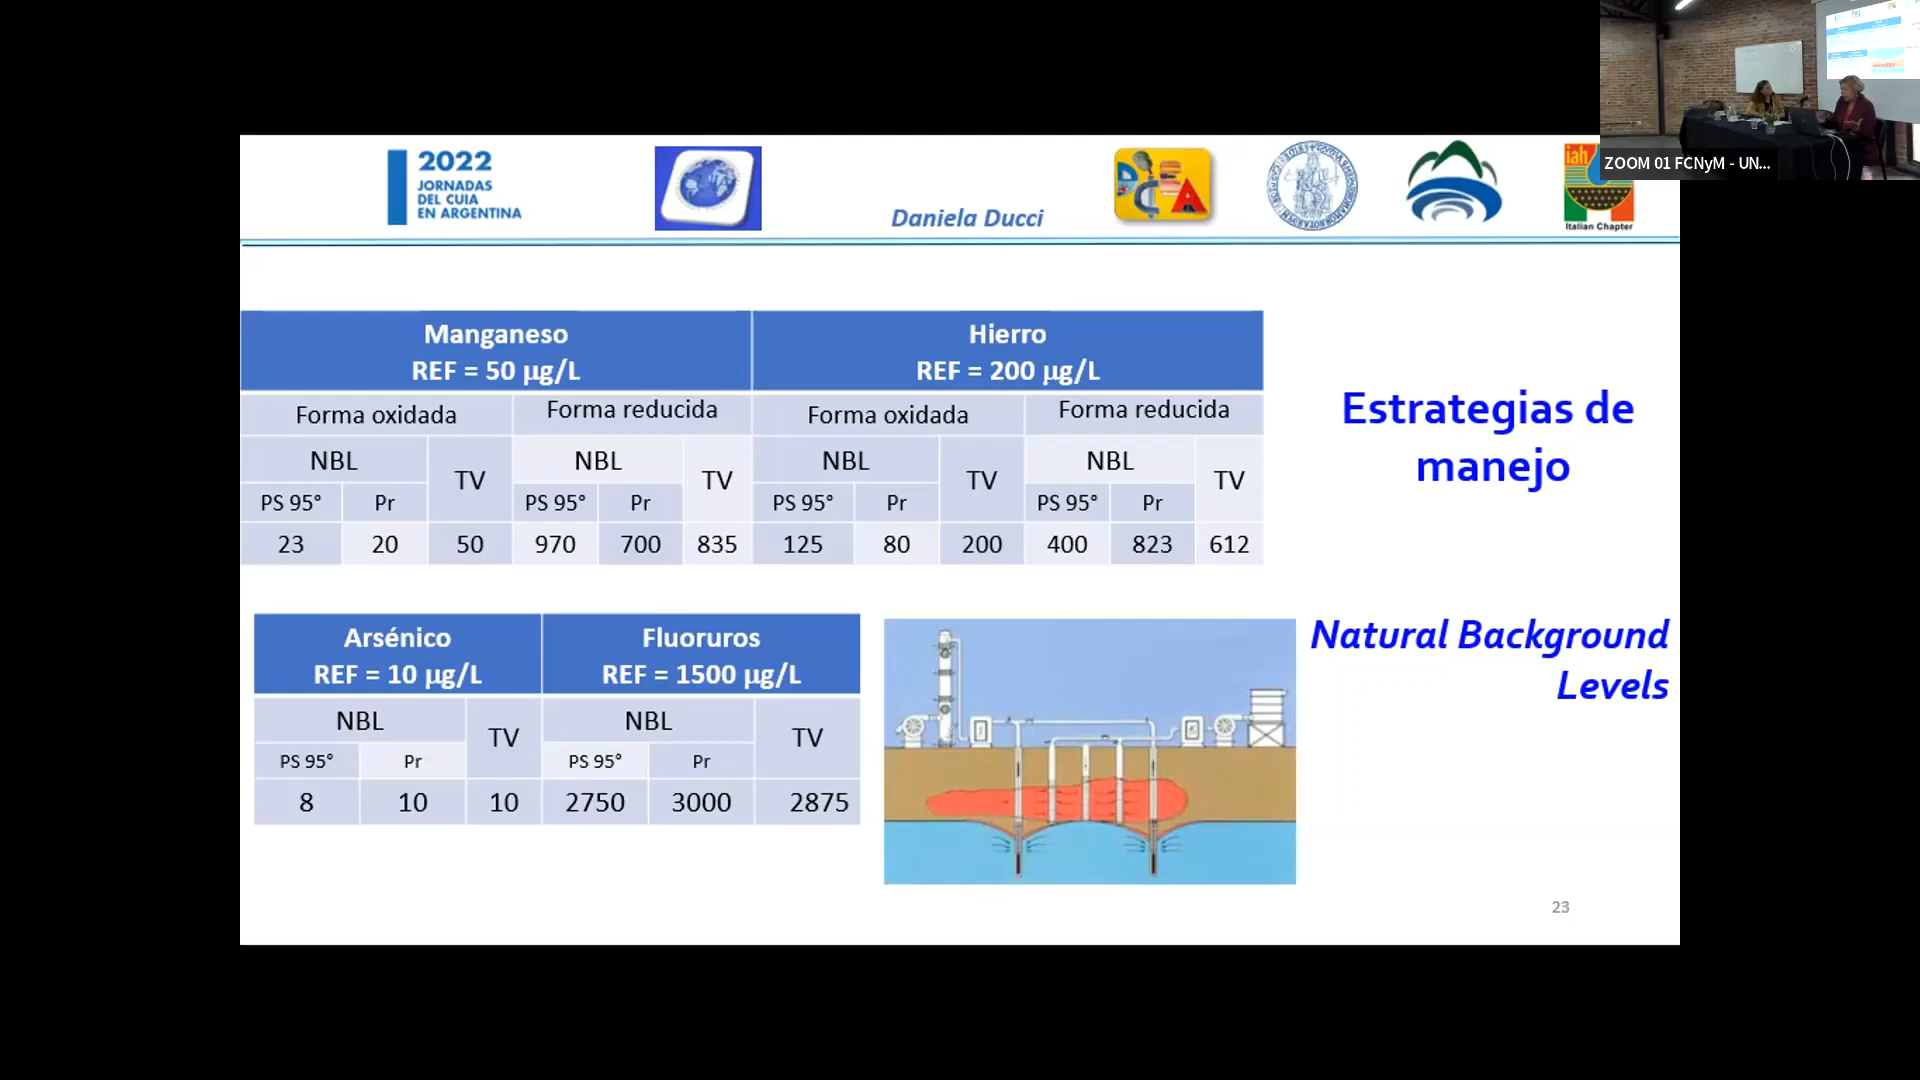 2022
JORNADAS
DEL CUIA
EN ARGENTINA
Daniela Ducci
iah
Italian Chapter
ZOOM 01 FCNyM - UN...
Manganeso
REF = 50 µg/L
Hierro
REF = 200 µg/L
Forma oxidada
Forma reducida
Forma oxidada
Forma reducida
NBL
TV
NBL
TV
NBL
TV
NBL
TV
PS 95°
Pr
PS 95°
Pr
PS 95°
Pr
PS 95°
Pr
23
20
50
970
700
835
125
80
200
400
823
612
Estrategias de
manejo
Arsénico
REF = 10 µg/L
Fluoruros
REF = 1500 µg/L
NBL
TV
NBL
TV
PS 95°
Pr
PS 95°
Pr
8
10
10
2750
3000
2875
Natural Background
Levels
23